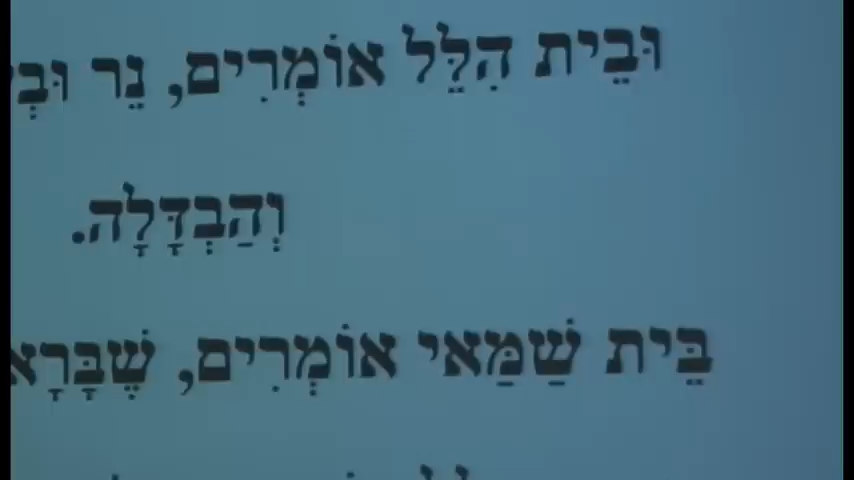 וּבֵית הִלֵּל אוֹמְרִים, נֵר
וְהַבְדָּלָה.
בֵּית שַׁמַּאי אוֹמְרִים, שֶׁבָּרָא